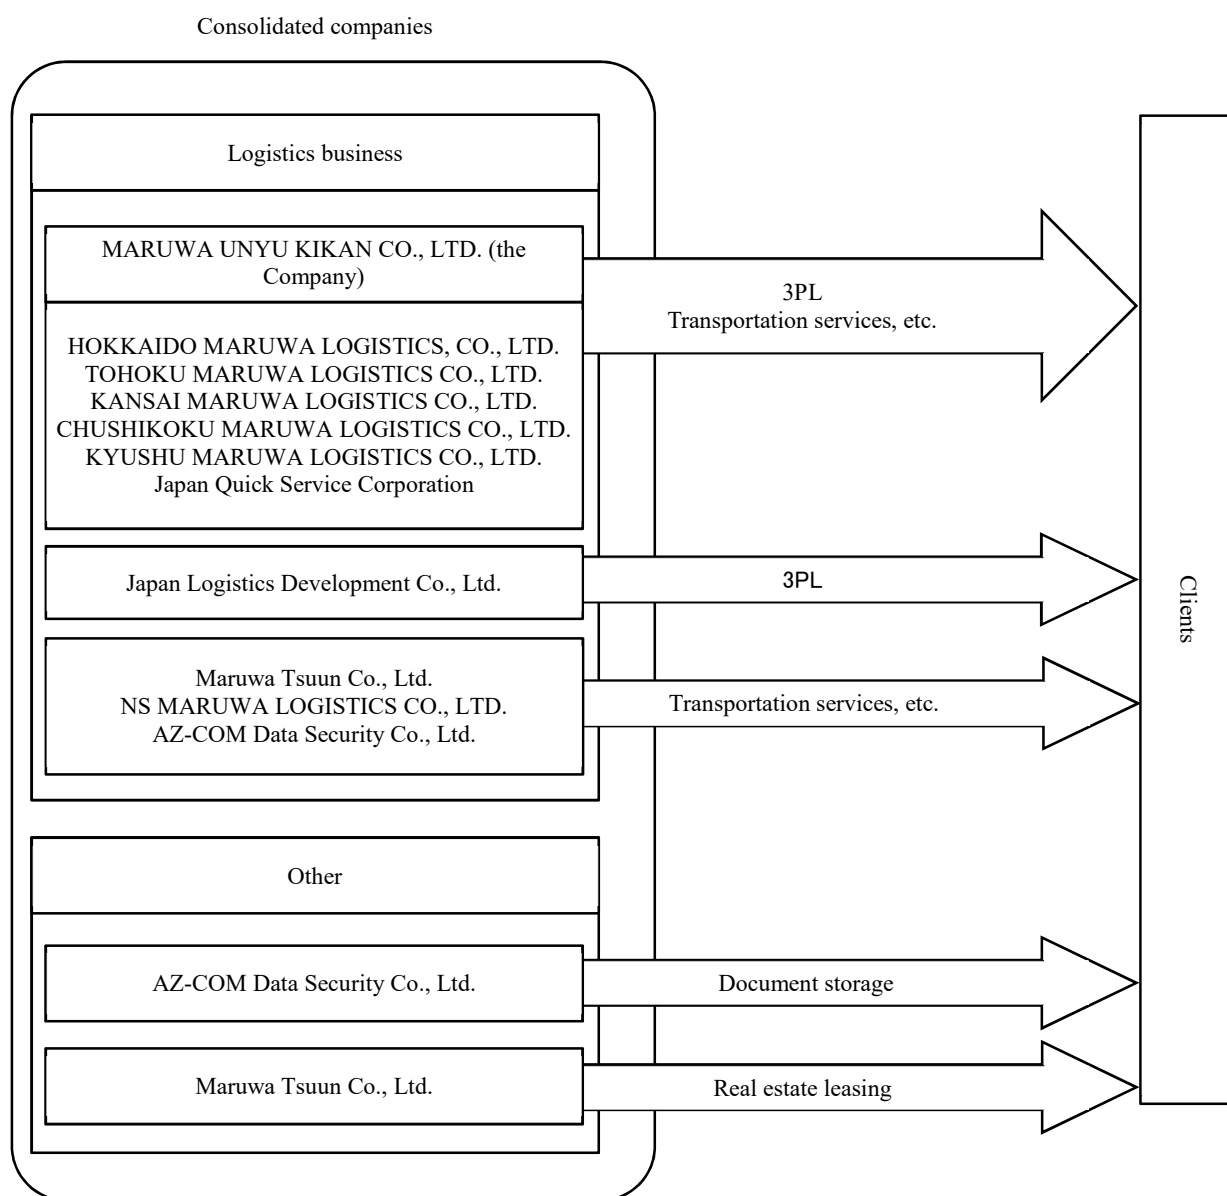 Consolidated companies
Logistics business
MARUWA UNYU KIKAN CO., LTD. (the
Company)
3PL
Transportation services, etc.
HOKKAIDO MARUWA LOGISTICS, CO., LTD.
TOHOKU MARUWA LOGISTICS CO., LTD.
KANSAI MARUWA LOGISTICS CO., LTD.
CHUSHIKOKU MARUWA LOGISTICS CO., LTD.
KYUSHU MARUWA LOGISTICS CO., LTD.
Japan Quick Service Corporation
Japan Logistics Development Co., Ltd.
3PL
Maruwa Tsuun Co., Ltd.
NS MARUWA LOGISTICS CO., LTD.
AZ-COM Data Security Co., Ltd.
Transportation services, etc.
Other
AZ-COM Data Security Co., Ltd.
Document storage
Maruwa Tsuun Co., Ltd.
Real estate leasing
Clients